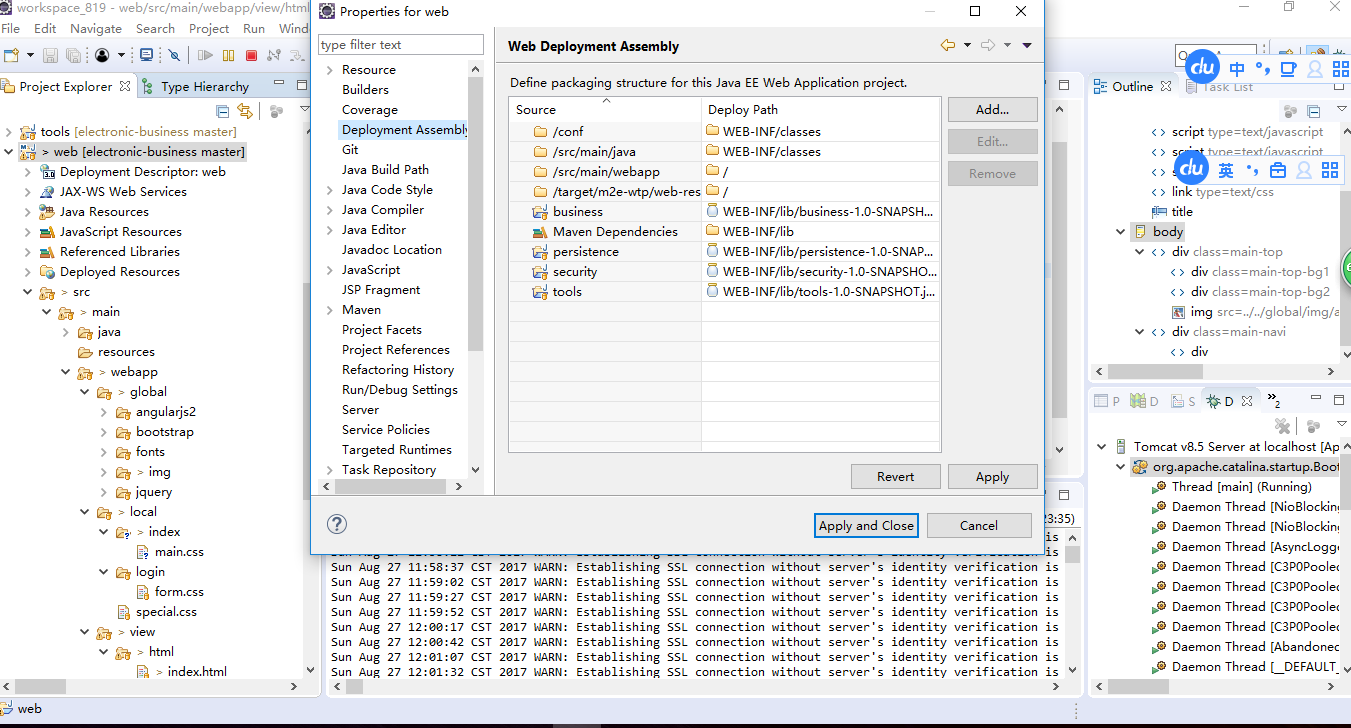 workspace_819 - web/src/main/webapp/view/html
File Edit Navigate Search Project Run
Project Explorer Type Hierarchy
tools [electronic-business master]
> web [electronic-business master]
Deployment Descriptor: web
JAX-WS Web Services
Java Resources
JavaScript Resources
Referenced Libraries
Deployed Resources
> src
> main
java
resources
> webapp
> global
angularjs2
bootstrap
fonts
> img
jquery
> local
> index
main.css
login
form.css
special.css
> view
> html
> index.html
web
Properties for web
type filter text
Resource
Builders
Coverage
Deployment Assembly
Git
Java Build Path
Java Code Style
Java Compiler
Java Editor
Javadoc Location
JavaScript
JSP Fragment
Maven
Project Facets
Project References
Refactoring History
Run/Debug Settings
Server
Service Policies
Targeted Runtimes
Task Repository
Web Deployment Assembly
Define packaging structure for this Java EE Web Application project.
Source Deploy Path
/conf WEB-INF/classes
/src/main/java WEB-INF/classes
/src/main/webapp /
/target/m2e-wtp/web-res /
business WEB-INF/lib/business-1.0-SNAPSH...
Maven Dependencies WEB-INF/lib
persistence WEB-INF/lib/persistence-1.0-SNAP...
security WEB-INF/lib/security-1.0-SNAPSHO...
tools WEB-INF/lib/tools-1.0-SNAPSHOT.j...
Add...
Edit...
Remove
Revert Apply
Apply and Close Cancel
23:35)
is
Sun Aug 27 11:58:37 CST 2017 WARN: Establishing SSL connection without server's identity verification is
Sun Aug 27 11:59:02 CST 2017 WARN: Establishing SSL connection without server's identity verification is
Sun Aug 27 11:59:27 CST 2017 WARN: Establishing SSL connection without server's identity verification is
Sun Aug 27 11:59:52 CST 2017 WARN: Establishing SSL connection without server's identity verification is
Sun Aug 27 12:00:17 CST 2017 WARN: Establishing SSL connection without server's identity verification is
Sun Aug 27 12:00:42 CST 2017 WARN: Establishing SSL connection without server's identity verification is
Sun Aug 27 12:01:07 CST 2017 WARN: Establishing SSL connection without server's identity verification is
Sun Aug 27 12:01:32 CST 2017 WARN: Establishing SSL connection without server's identity verification is
du 中
Outline Task List
script type=text/javascript
script type=text/javascript
du 英
link type=text/css
title
body
div class=main-top
div class=main-top-bg1
div class=main-top-bg2
img src=../../global/img/a
div class=main-navi
div
P D S D 2
Tomcat v8.5 Server at localhost [Ap
org.apache.catalina.startup.Boot
Thread [main] (Running)
Daemon Thread [NioBlocking
Daemon Thread [NioBlocking
Daemon Thread [AsyncLogge
Daemon Thread [C3P0Pooled
Daemon Thread [C3P0Pooled
Daemon Thread [C3P0Pooled
Daemon Thread [Abandoned
Daemon Thread [__DEFAULT_